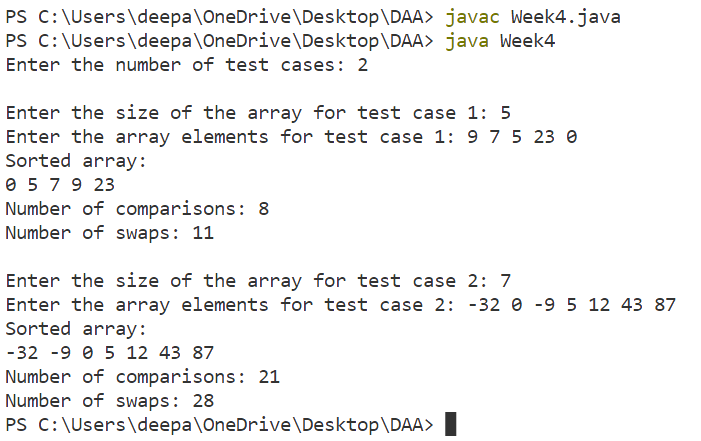 PS C:\Users\deepa\OneDrive\Desktop\DAA> javac Week4.java
PS C:\Users\deepa\OneDrive\Desktop\DAA> java Week4
Enter the number of test cases: 2

Enter the size of the array for test case 1: 5
Enter the array elements for test case 1: 9 7 5 23 0
Sorted array:
0 5 7 9 23
Number of comparisons: 8
Number of swaps: 11

Enter the size of the array for test case 2: 7
Enter the array elements for test case 2: -32 0 -9 5 12 43 87
Sorted array:
-32 -9 0 5 12 43 87
Number of comparisons: 21
Number of swaps: 28
PS C:\Users\deepa\OneDrive\Desktop\DAA>